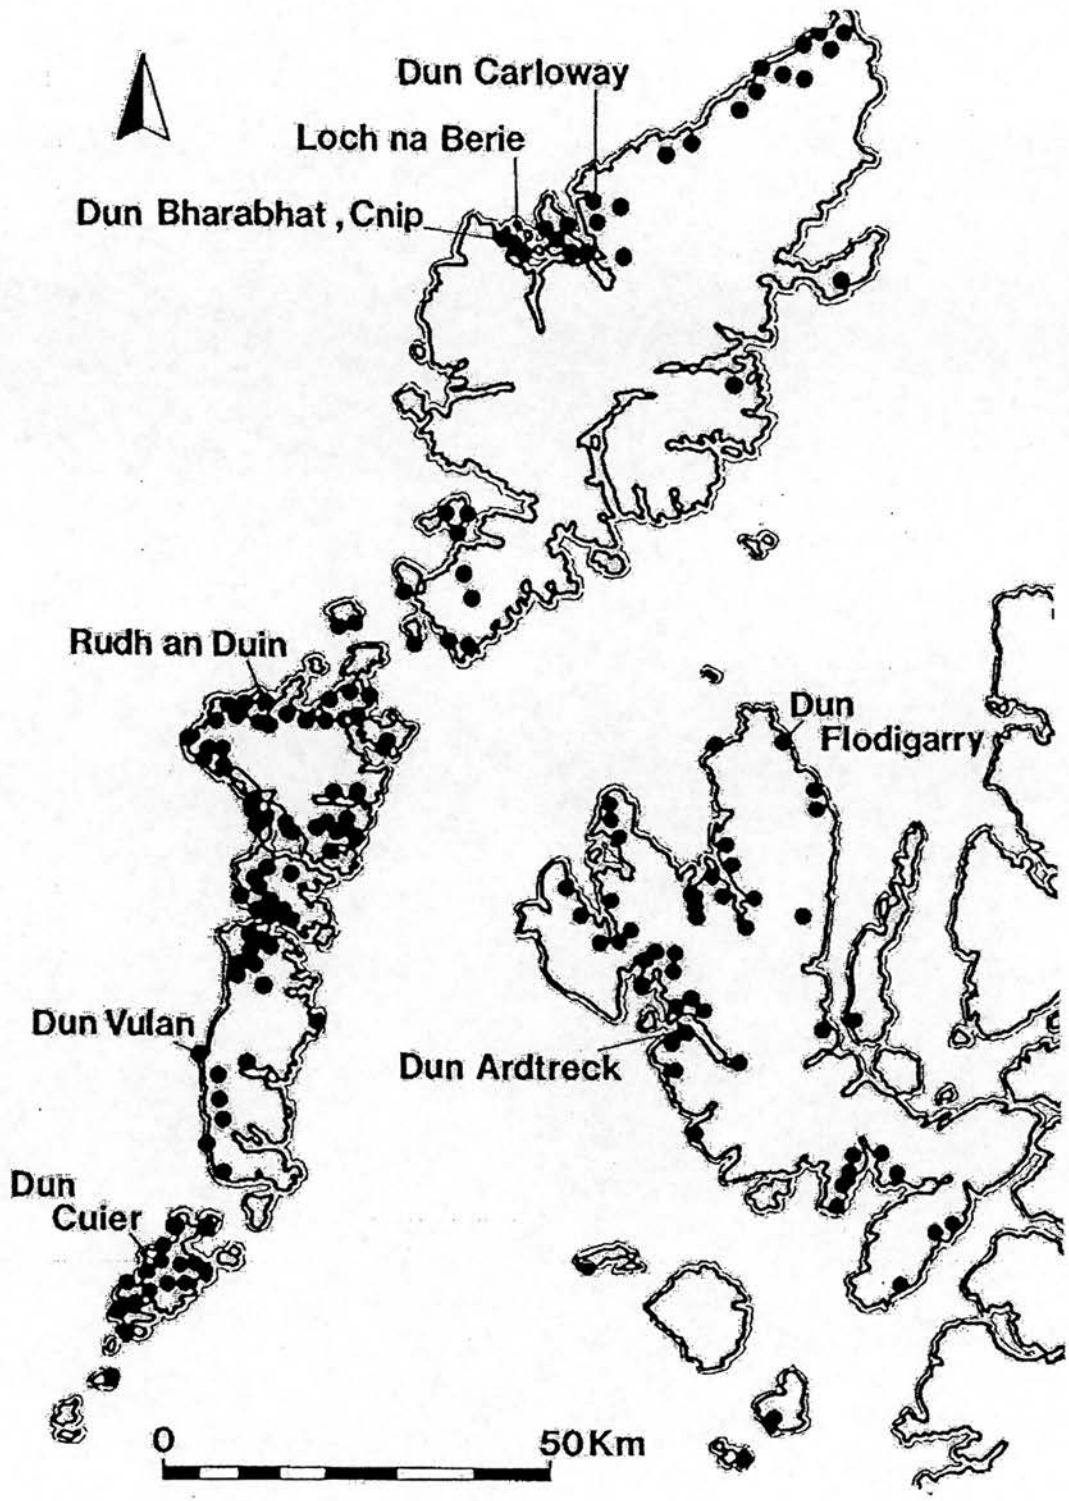 Dun Carloway
Loch na Berie
Dun Bharabhat , Cnip
Rudh an Duin
Dun
Flodigarry
Dun Vulan
Dun Ardtreck
Dun
Cuier
0
50Km